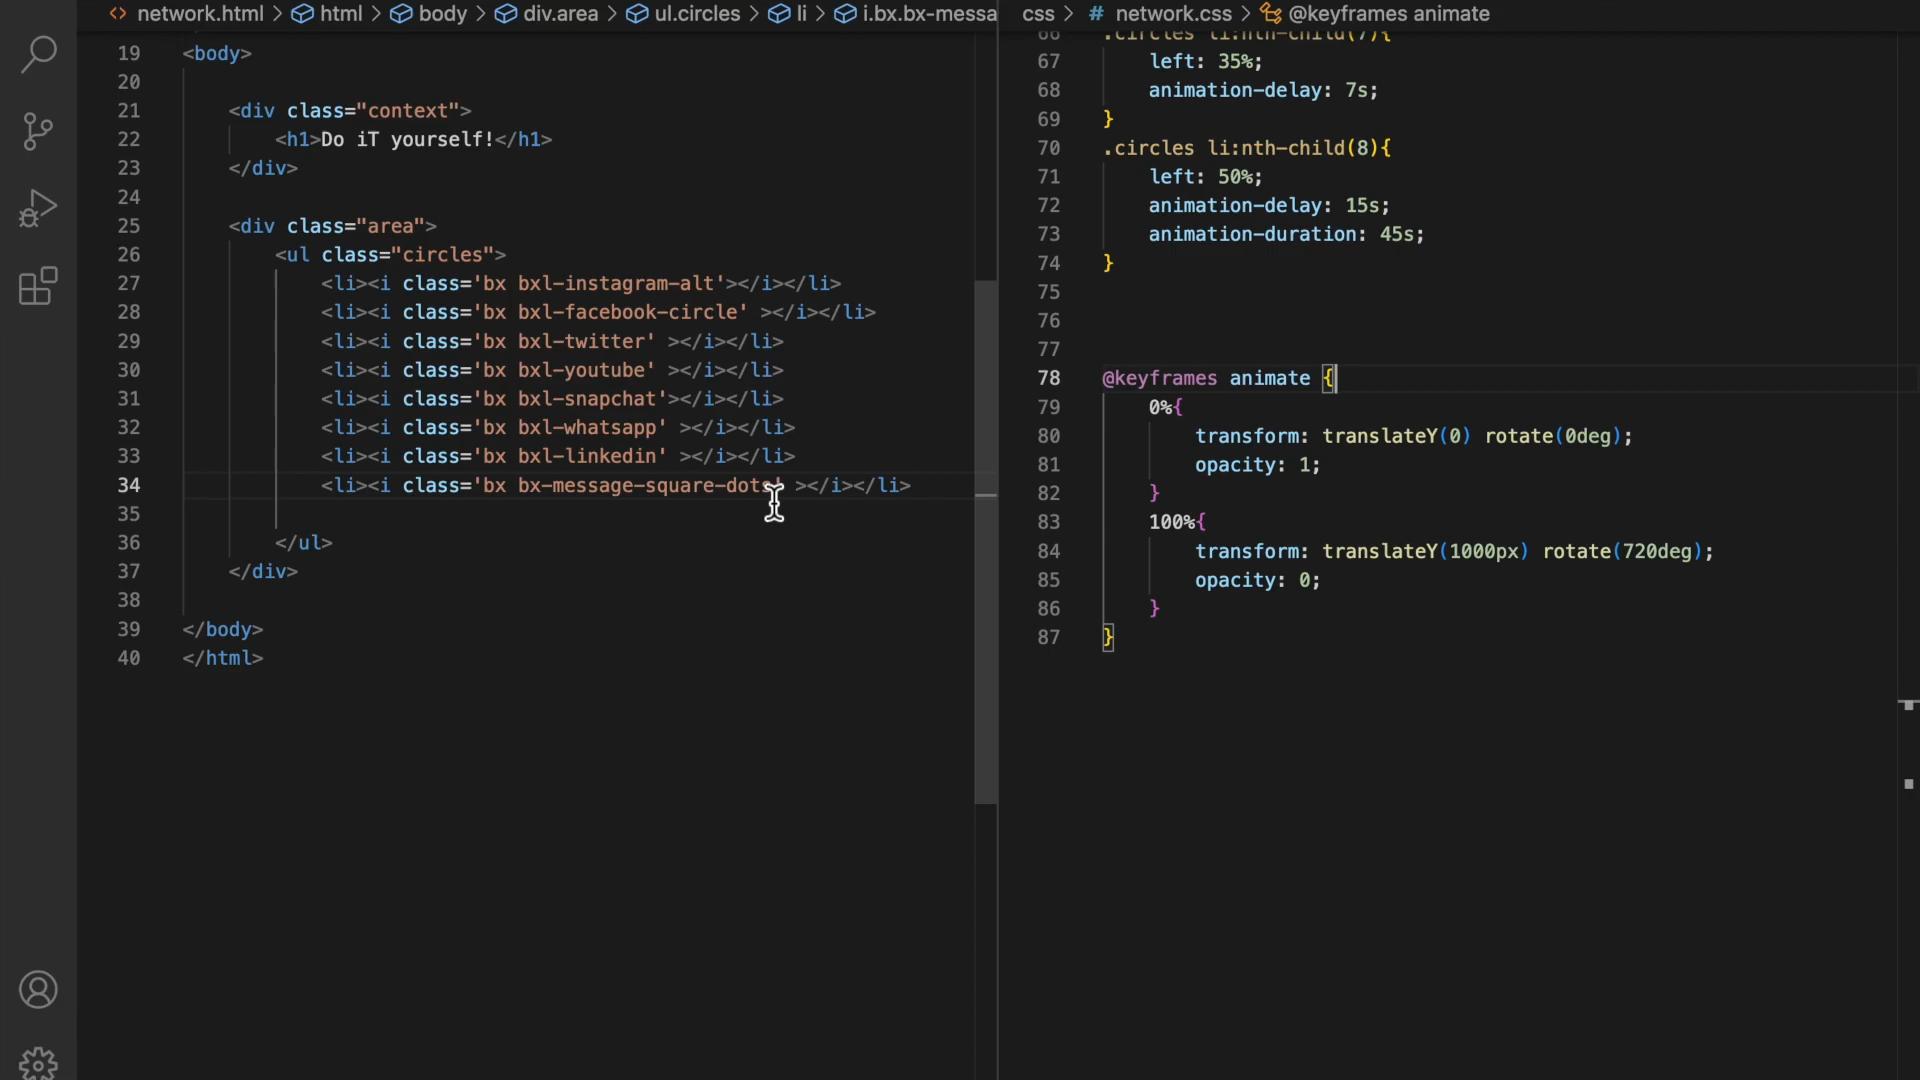 network.html > html > body > div.area > ul.circles > li > i.bx.bx-messa
19 <body>
20
21 <div class="context">
22 <h1>Do iT yourself!</h1>
23 </div>
24
25 <div class="area">
26 <ul class="circles">
27 <li><i class='bx bxl-instagram-alt'></i></li>
28 <li><i class='bx bxl-facebook-circle' ></i></li>
29 <li><i class='bx bxl-twitter' ></i></li>
30 <li><i class='bx bxl-youtube' ></i></li>
31 <li><i class='bx bxl-snapchat'></i></li>
32 <li><i class='bx bxl-whatsapp' ></i></li>
33 <li><i class='bx bxl-linkedin' ></i></li>
34 <li><i class='bx bx-message-square-dots' ></i></li>
35
36 </ul>
37 </div>
38
39 </body>
40 </html>
css > # network.css > @keyframes animate
66 .circles li:nth-child(7){
67 left: 35%;
68 animation-delay: 7s;
69 }
70 .circles li:nth-child(8){
71 left: 50%;
72 animation-delay: 15s;
73 animation-duration: 45s;
74 }
75
76
77
78 @keyframes animate {
79 0%{
80 transform: translateY(0) rotate(0deg);
81 opacity: 1;
82 }
83 100%{
84 transform: translateY(1000px) rotate(720deg);
85 opacity: 0;
86 }
87 }